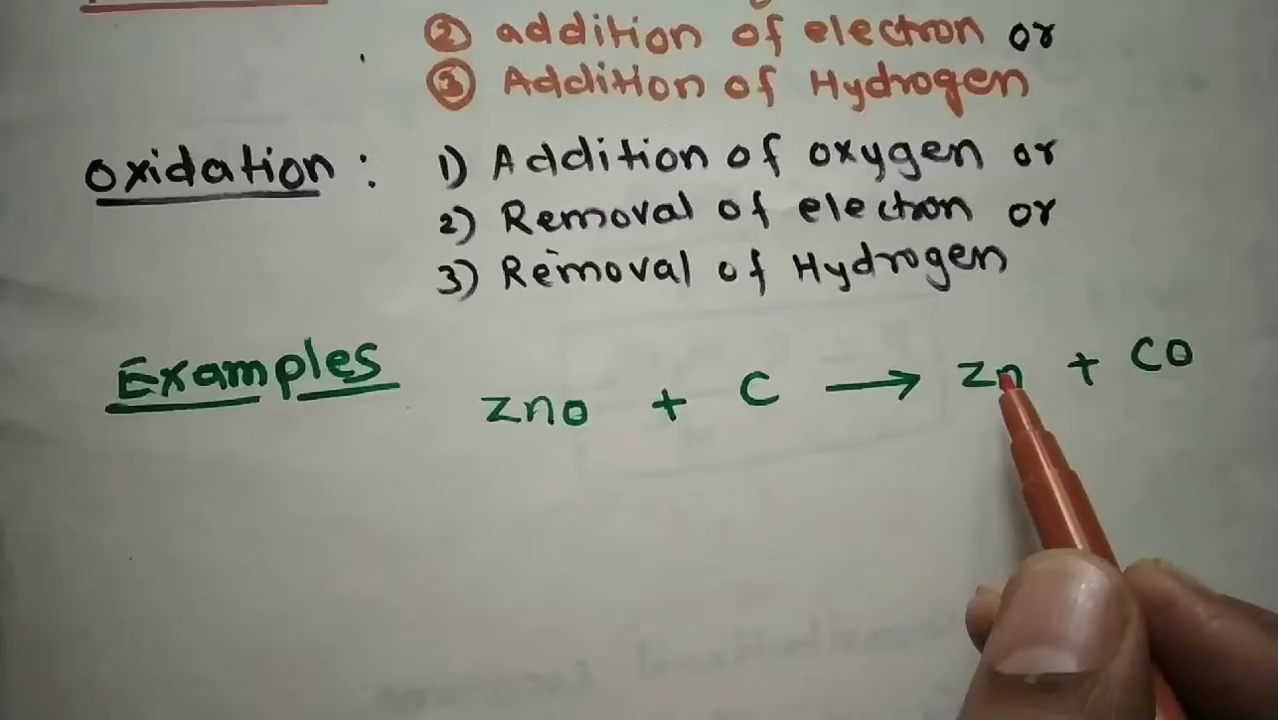 ② addition of electron or
③ Addition of Hydrogen
Oxidation : 1) Addition of oxygen or
2) Removal of electron or
3) Removal of Hydrogen
Examples
ZnO + C → Zn + CO